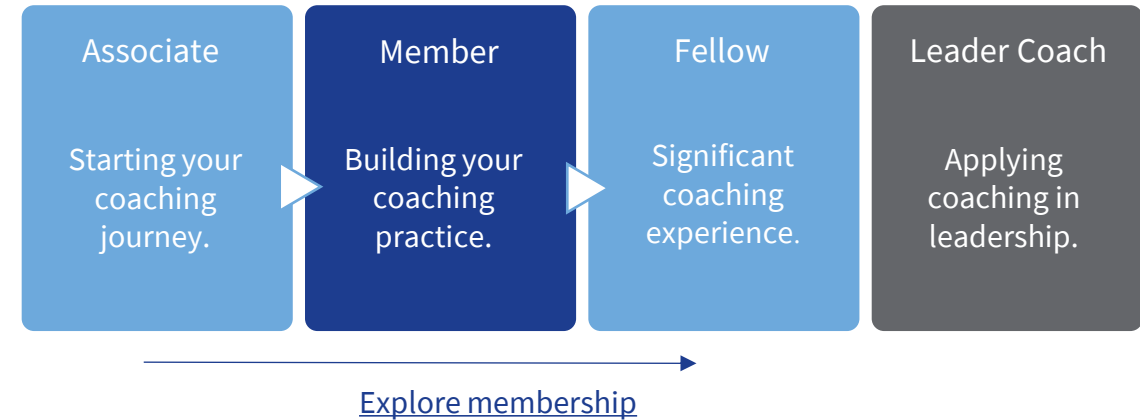 Associate
Starting your
coaching
journey.
Member
Building your
coaching
practice.
Fellow
Significant
coaching
experience.
Leader Coach
Applying
coaching in
leadership.
Explore membership